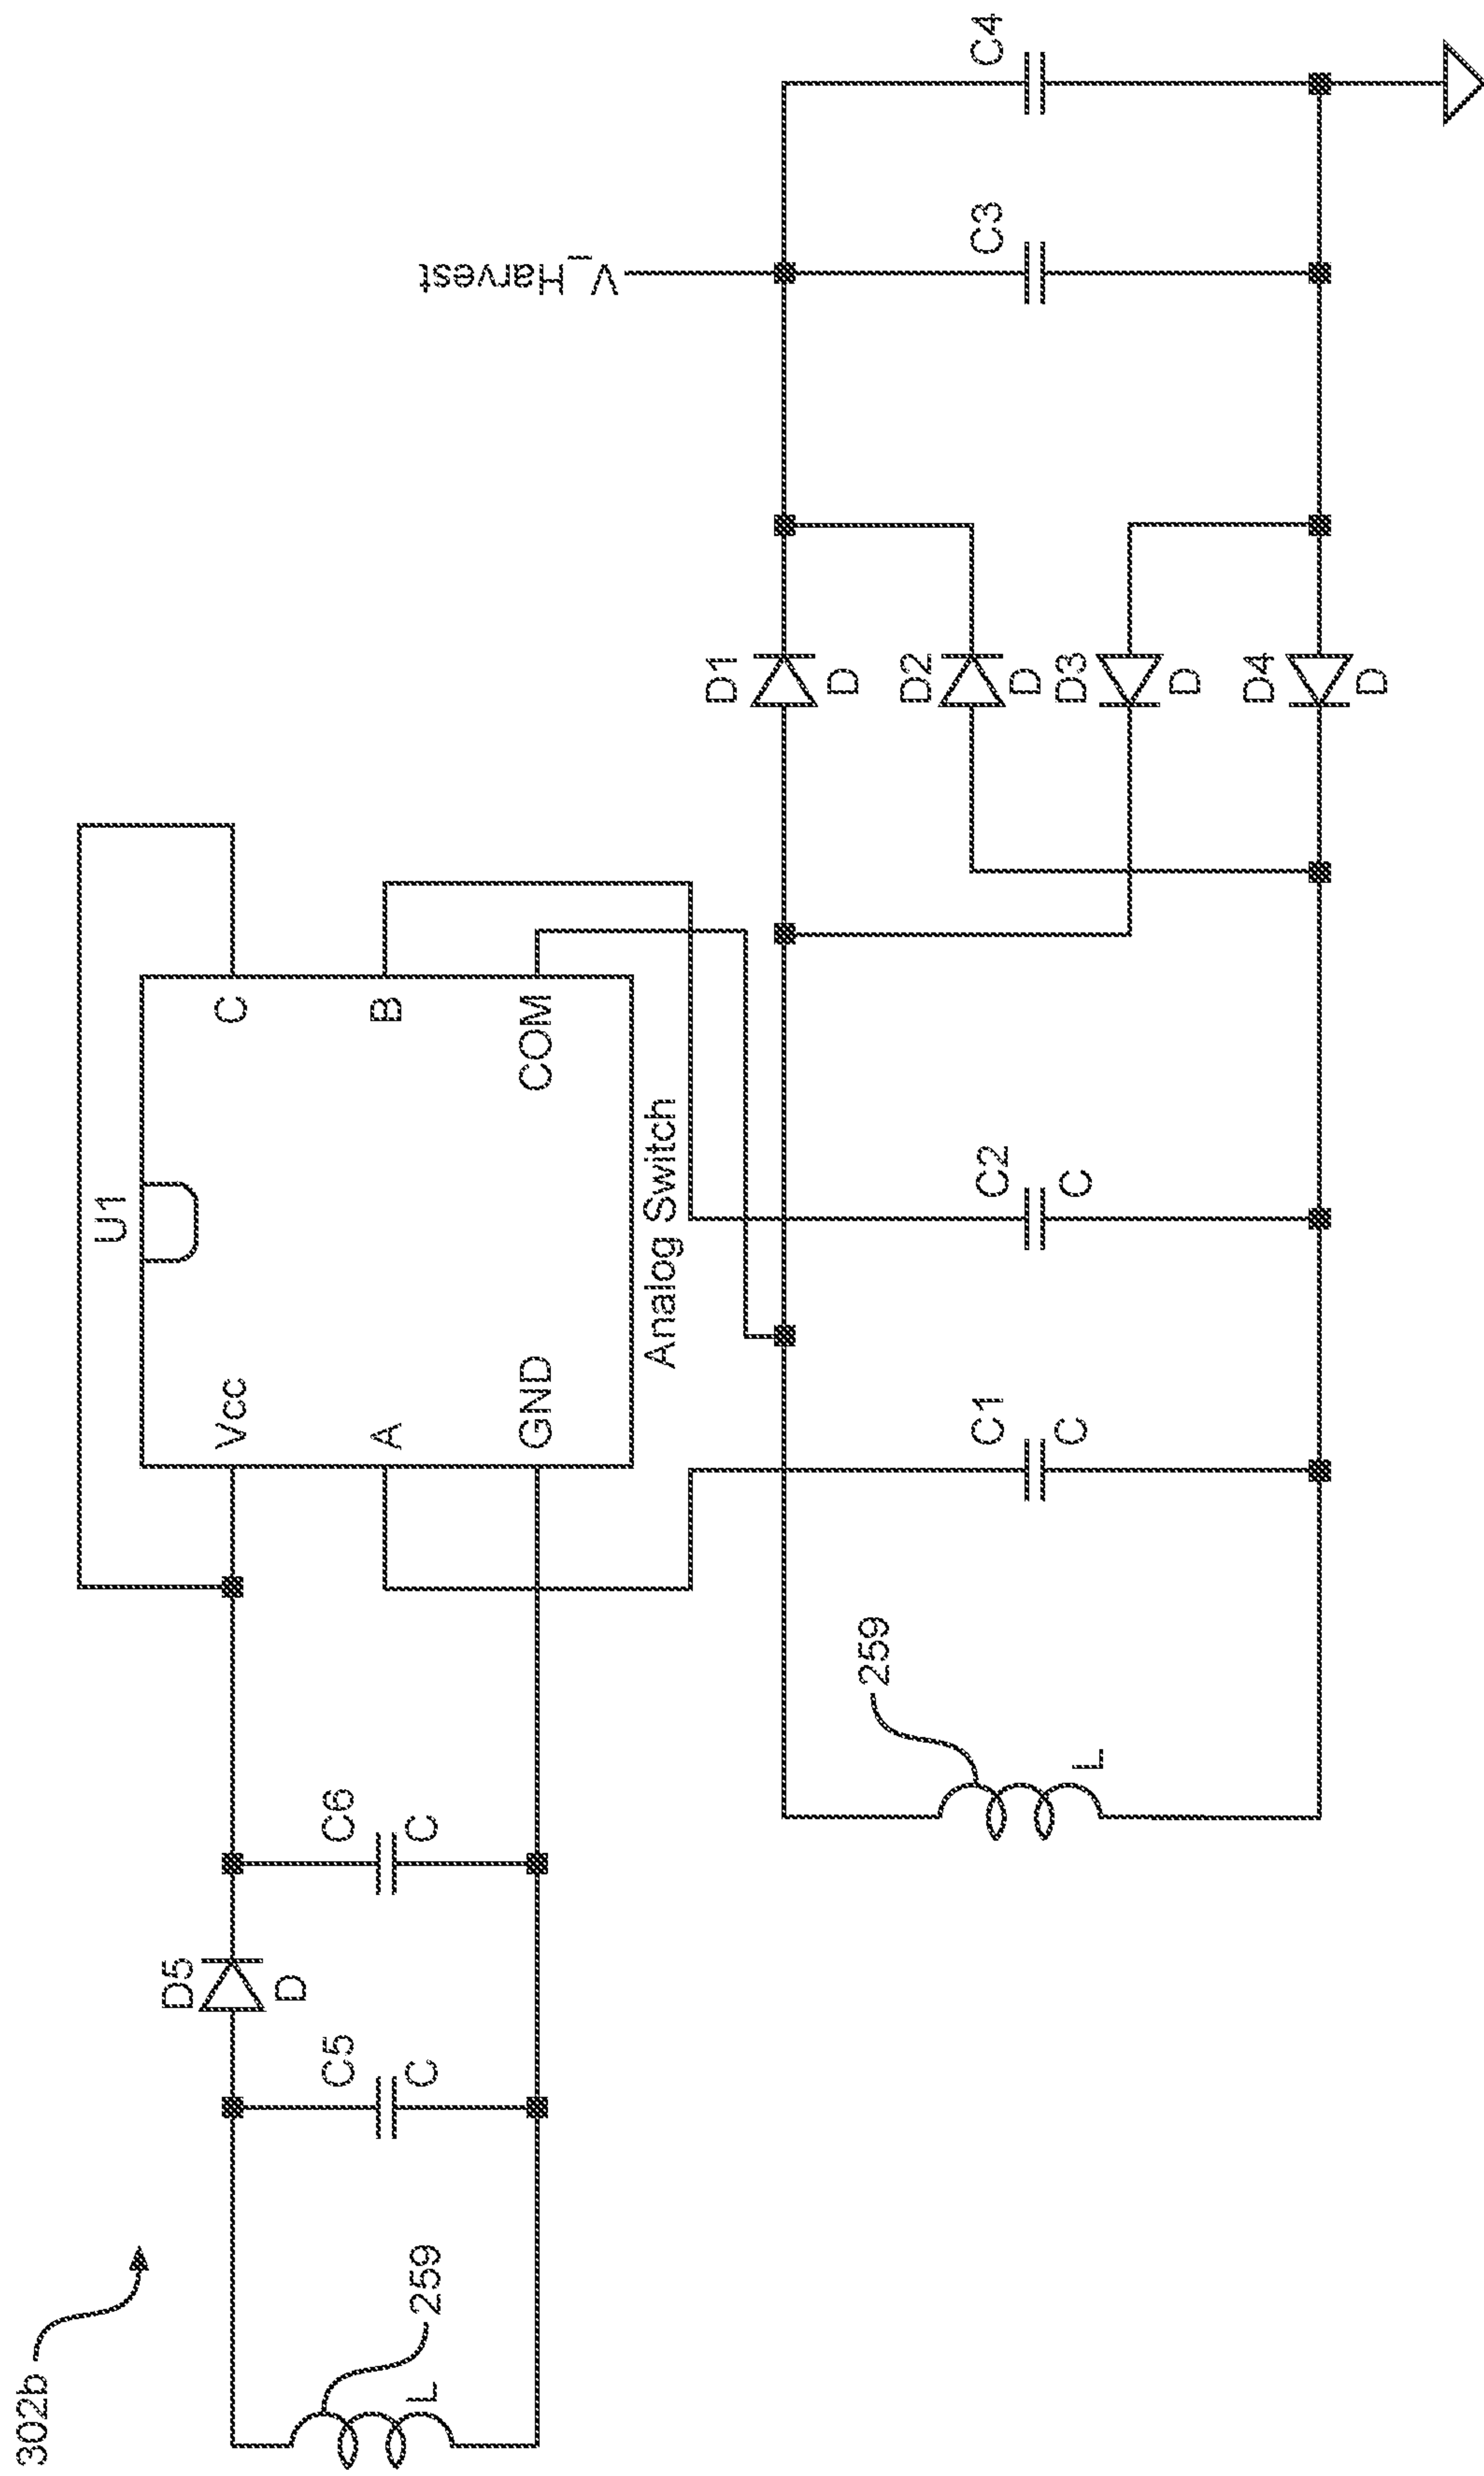 302b
259
L
C5
C
D5
D
C6
C
U1
Vcc
C
A
B
GND
COM
Analog Switch
259
L
C1
C
C2
C
D1
D
D2
D
D3
D
D4
D
V_Harvest
C3
C4